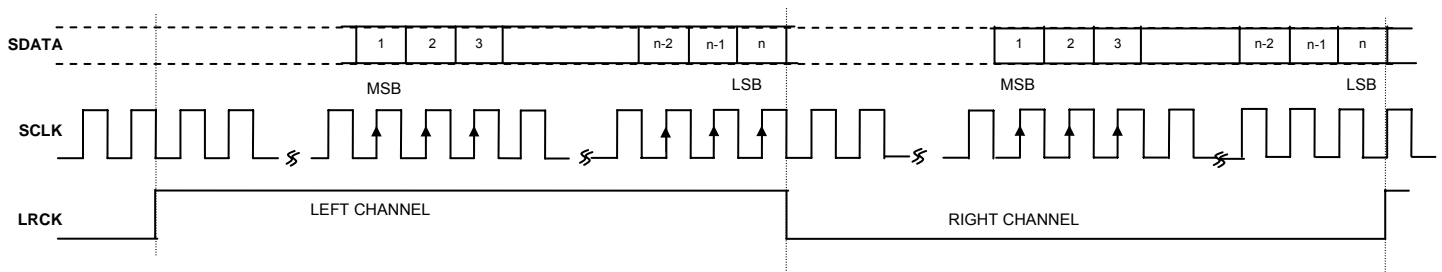 SDATA 1 2 3 n-2 n-1 n 1 2 3 n-2 n-1 n
MSB LSB MSB LSB
SCLK
LEFT CHANNEL RIGHT CHANNEL
LRCK